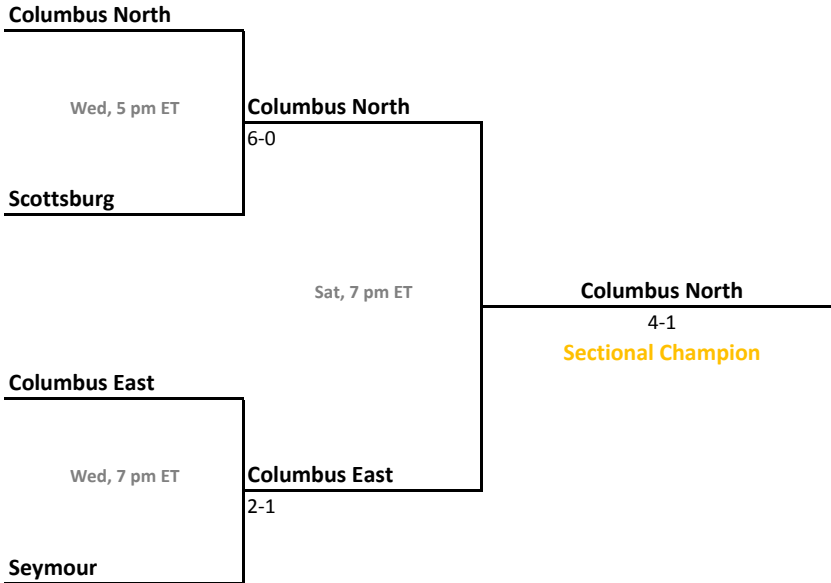 Columbus North
Wed, 5 pm ET
Columbus North
6-0
Scottsburg
Sat, 7 pm ET
Columbus North
4-1
Sectional Champion
Columbus East
Wed, 7 pm ET
Columbus East
2-1
Seymour